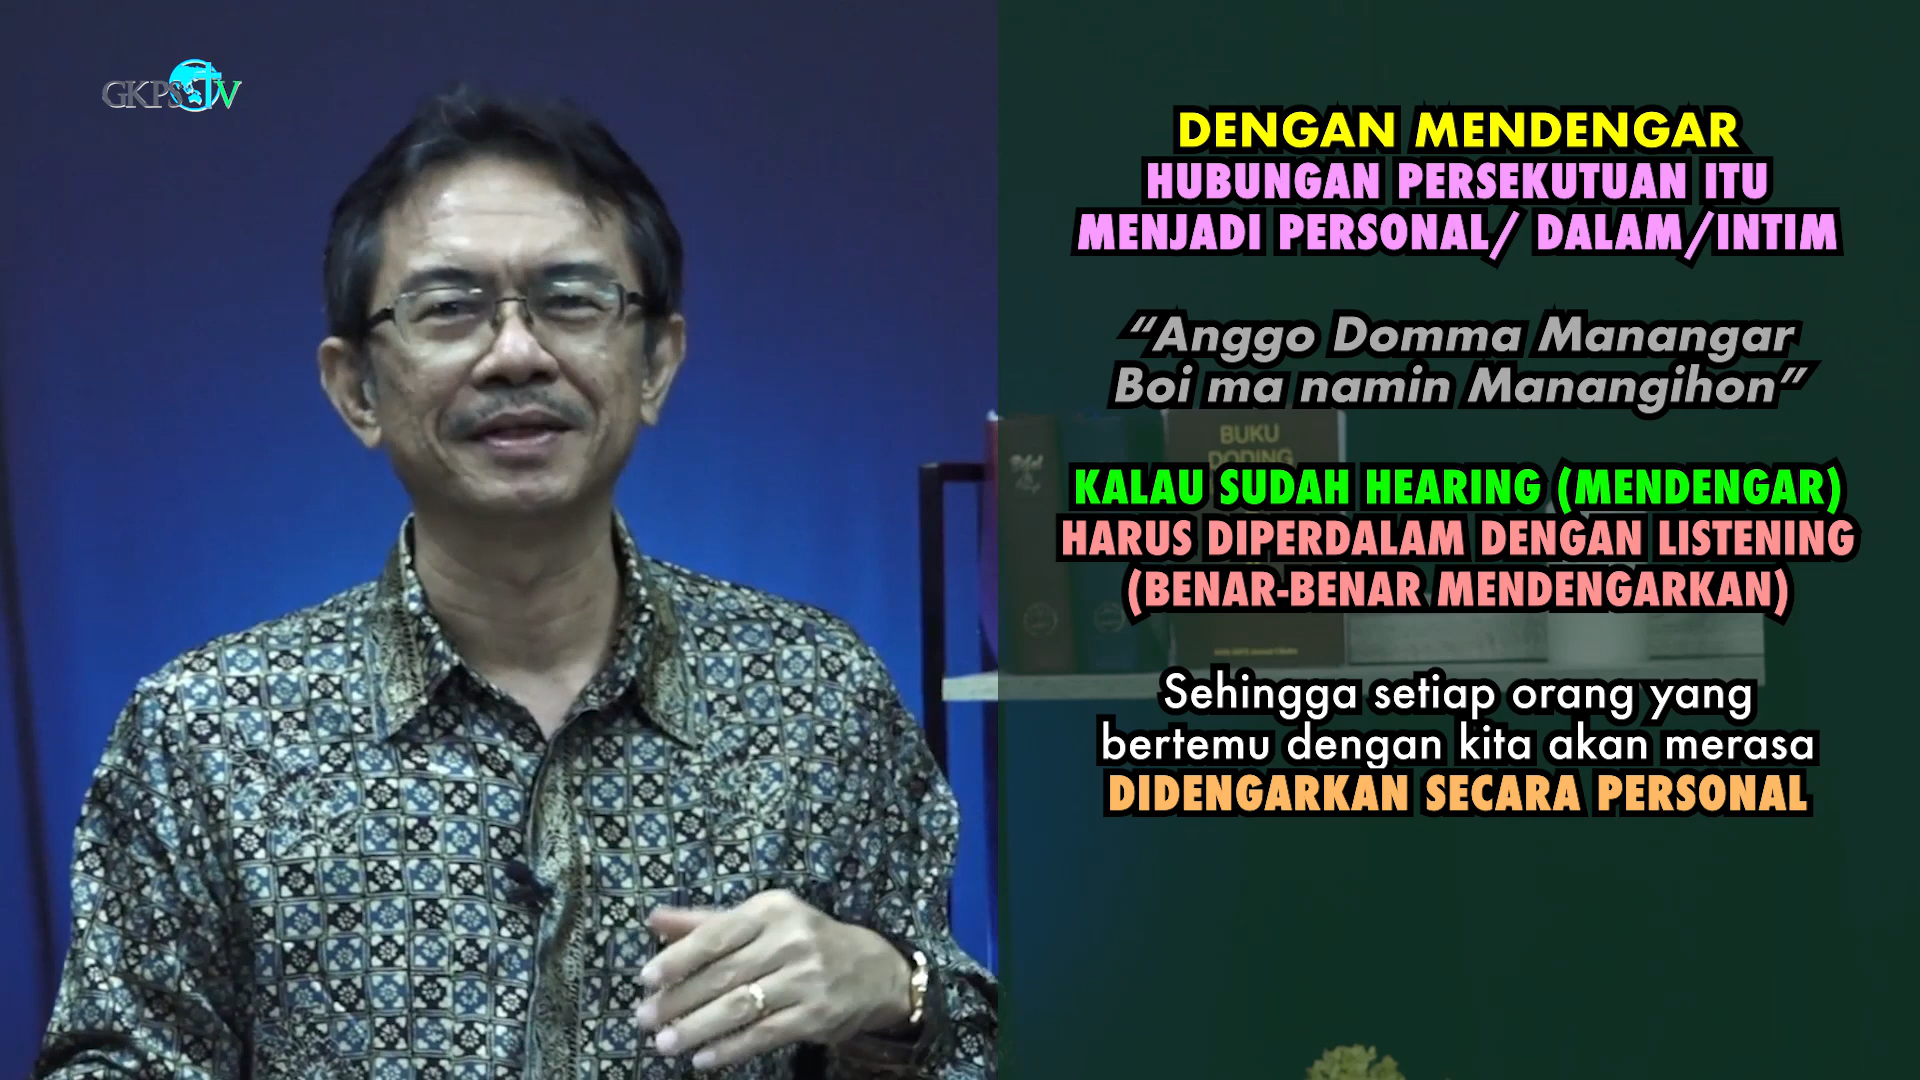 GKPS TV
DENGAN MENDENGAR
HUBUNGAN PERSEKUTUAN ITU
MENJADI PERSONAL/ DALAM/INTIM
“Anggo Domma Manangar
Boi ma namin Manangihon”
BUKU
DODING
KALAU SUDAH HEARING (MENDENGAR)
HARUS DIPERDALAM DENGAN LISTENING
(BENAR-BENAR MENDENGARKAN)
Sehingga setiap orang yang
bertemu dengan kita akan merasa
DIDENGARKAN SECARA PERSONAL